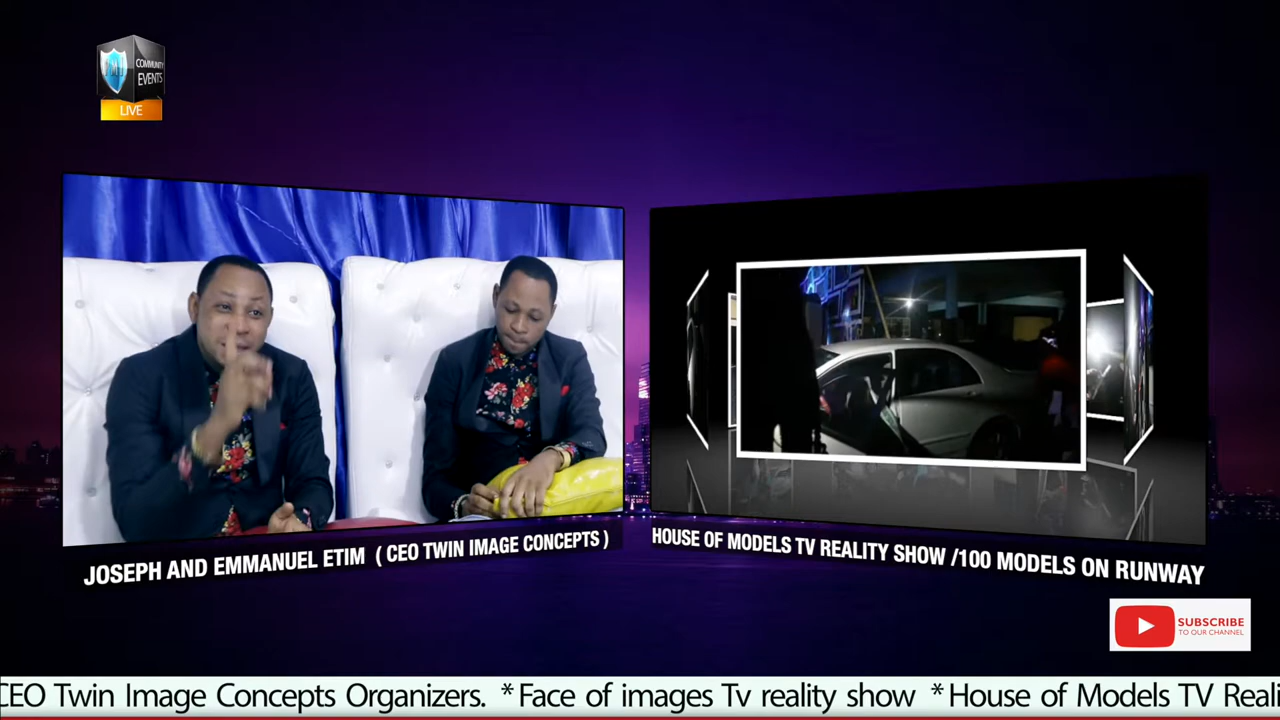 COMMUNITY
EVENTS
LIVE
JOSEPH AND EMMANUEL ETIM ( CEO TWIN IMAGE CONCEPTS )
HOUSE OF MODELS TV REALITY SHOW /100 MODELS ON RUNWAY
SUBSCRIBE
TO OUR CHANNEL
CEO Twin Image Concepts Organizers. *Face of images Tv reality show *House of Models TV Reali